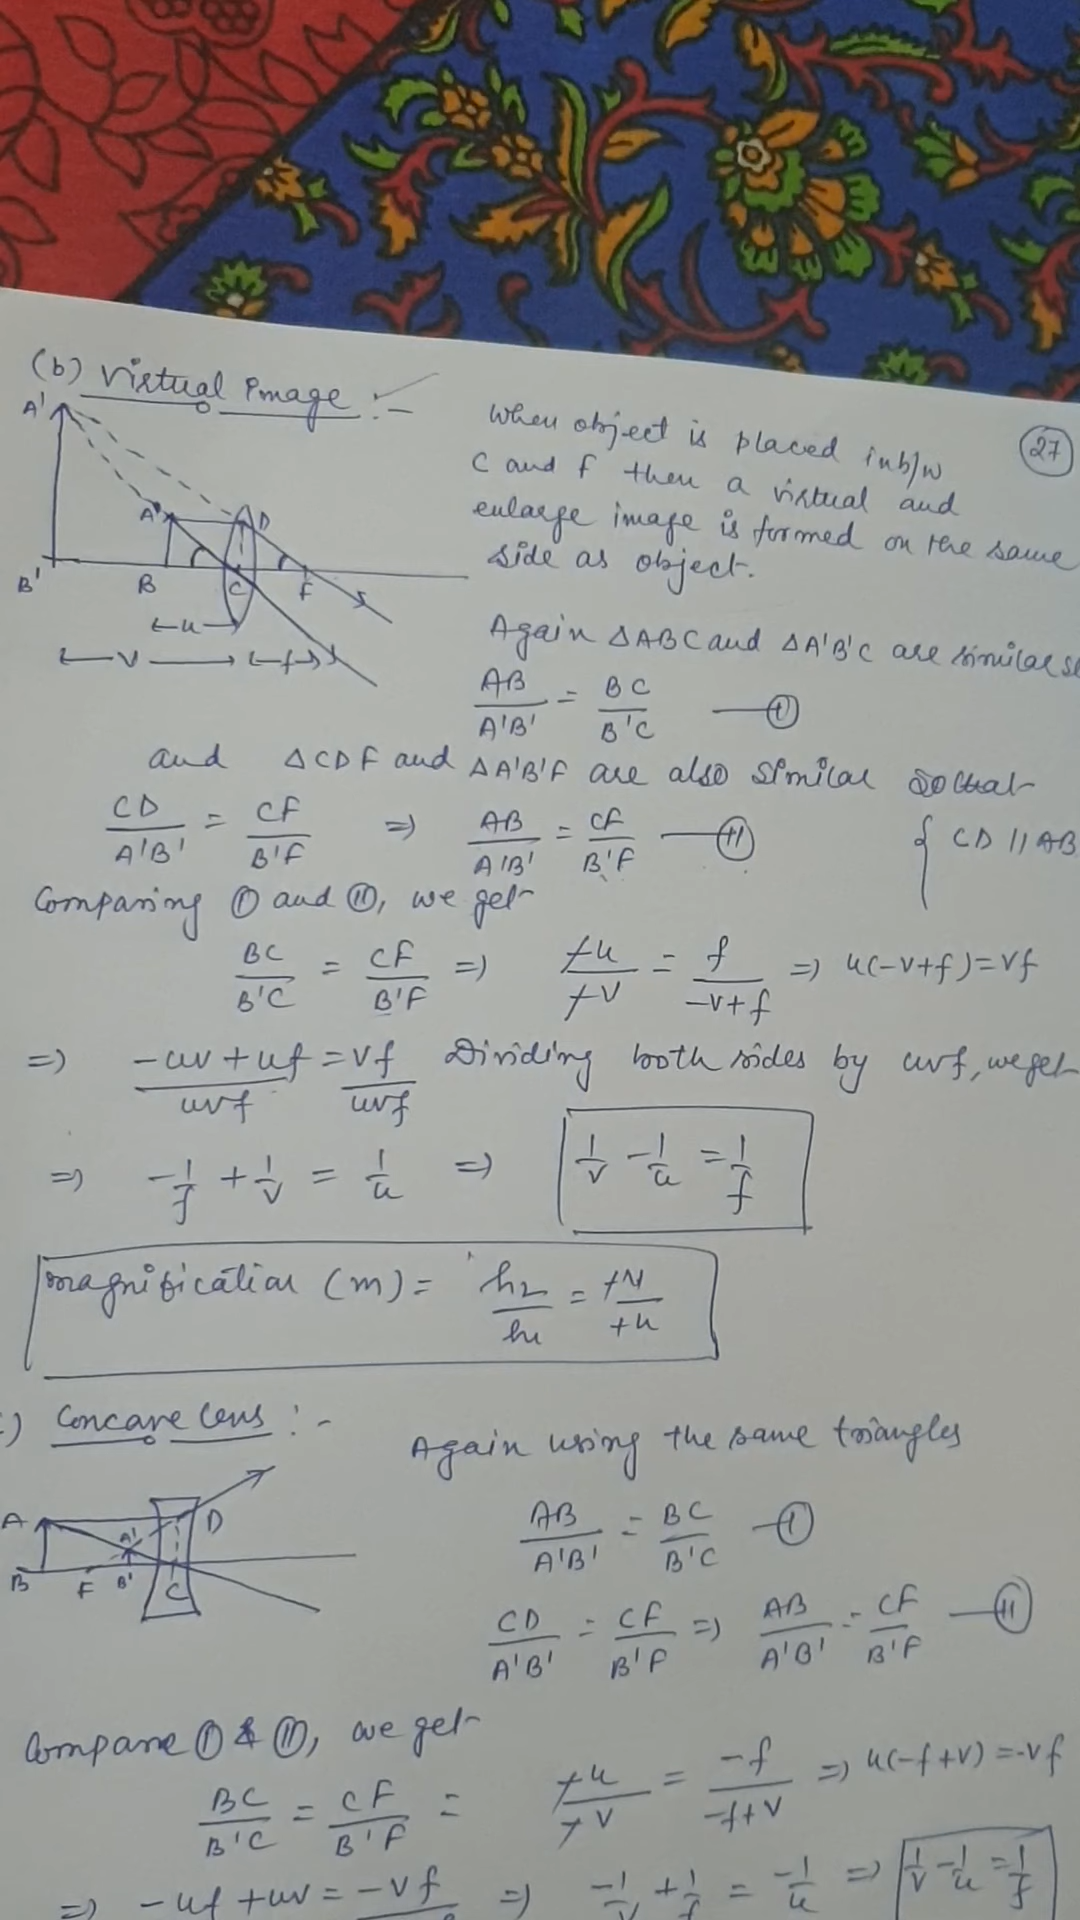 (b) Virtual Image :-
27
When object is placed in b/w
C and F then a virtual and
enlarge image is formed on the same
side as object.
A'
A'
D
B'
B
C
F
u
v
f
Again ΔABC and ΔA'B'C are similar so
AB/A'B' = BC/B'C —(I)
and ΔCDF and ΔA'B'F are also similar so that
CD/A'B' = CF/B'F ⇒ AB/A'B' = CF/B'F —(II) { CD || AB
Comparing (I) and (II), we get
BC/B'C = CF/B'F ⇒ +u/+v = f/-v+f ⇒ u(-v+f)=vf
⇒ -uv+uf/uvf = vf/uvf Dividing both sides by uvf, we get
⇒ -1/f + 1/v = 1/u ⇒ 1/v - 1/u = 1/f
magnification (m) = h2/h1 = +v/+u
) Concave lens :-
Again using the same triangles
A
A'
D
B
F
B'
C
AB/A'B' = BC/B'C —(I)
CD/A'B' = CF/B'F ⇒ AB/A'B' = CF/B'F —(II)
Compare (I) & (II), we get
BC/B'C = CF/B'F = +u/+v = -f/-f+v ⇒ u(-f+v) = -vf
⇒ -uf+uv = -vf ⇒ -1/v + 1/f = -1/u ⇒ 1/v - 1/u = 1/f